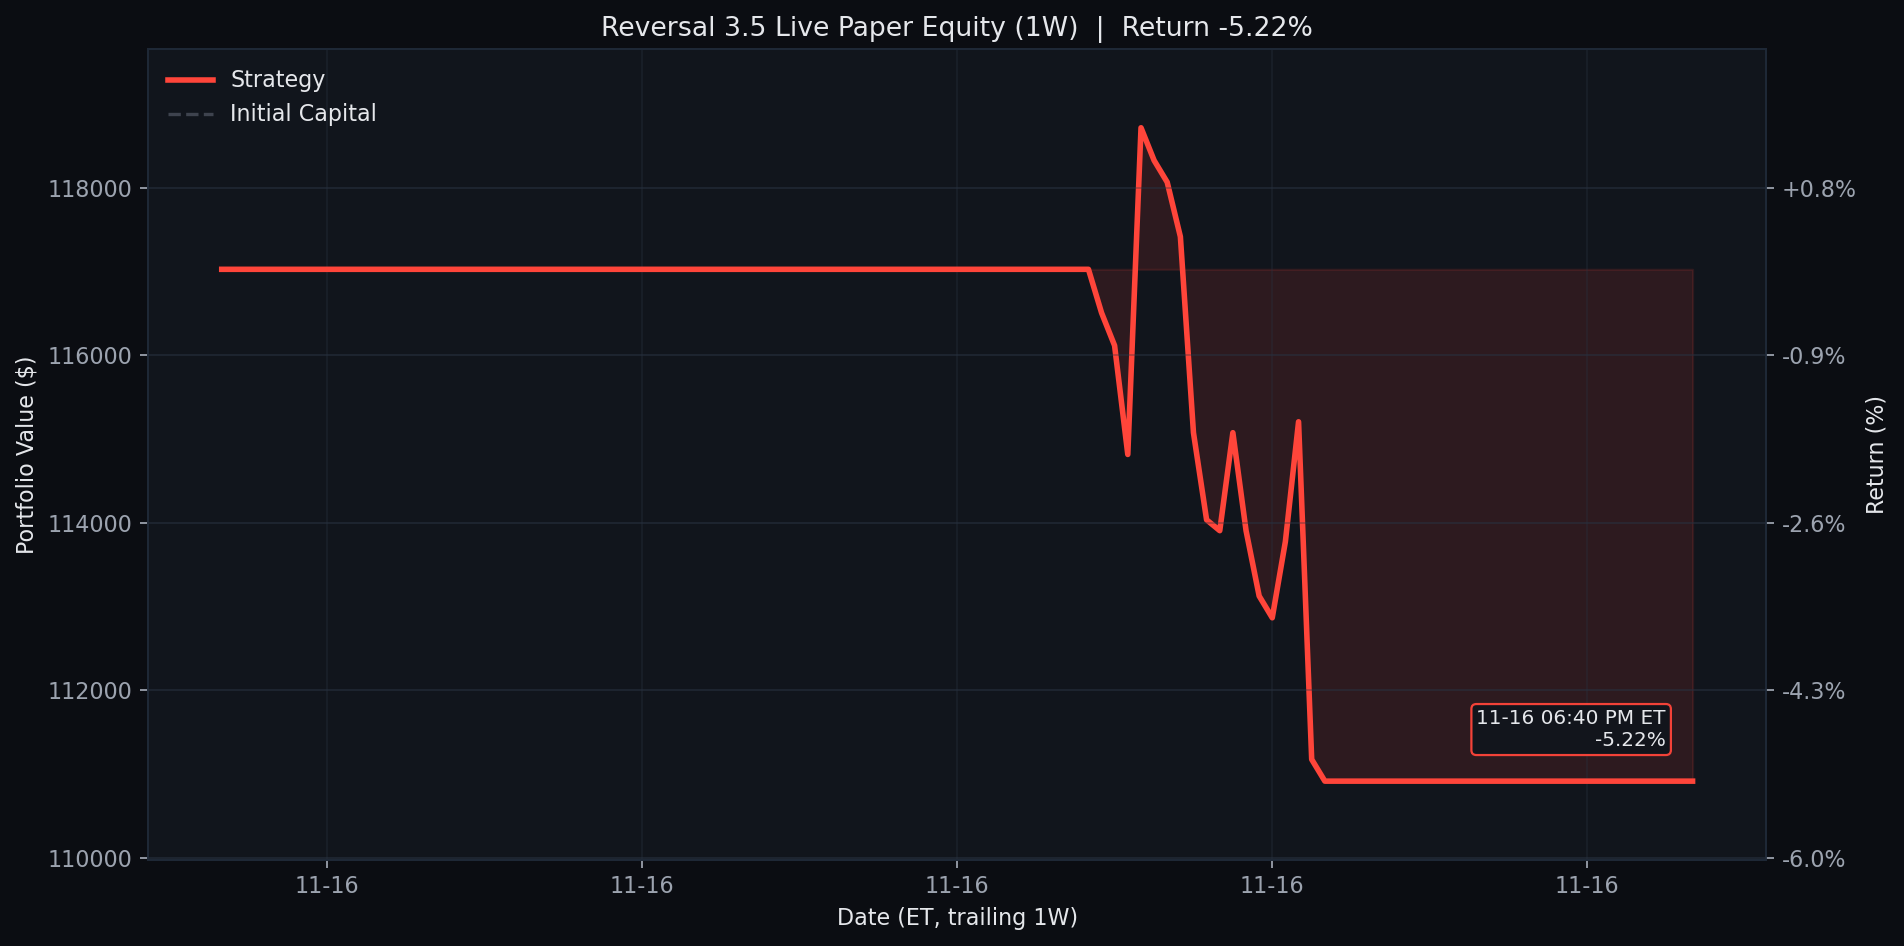 Reversal 3.5 Live Paper Equity (1W)  |  Return -5.22%
Strategy
Initial Capital
Portfolio Value ($)
118000
116000
114000
112000
110000
+0.8%
-0.9%
-2.6%
-4.3%
-6.0%
Return (%)
11-16 06:40 PM ET
-5.22%
11-16
11-16
11-16
11-16
11-16
Date (ET, trailing 1W)